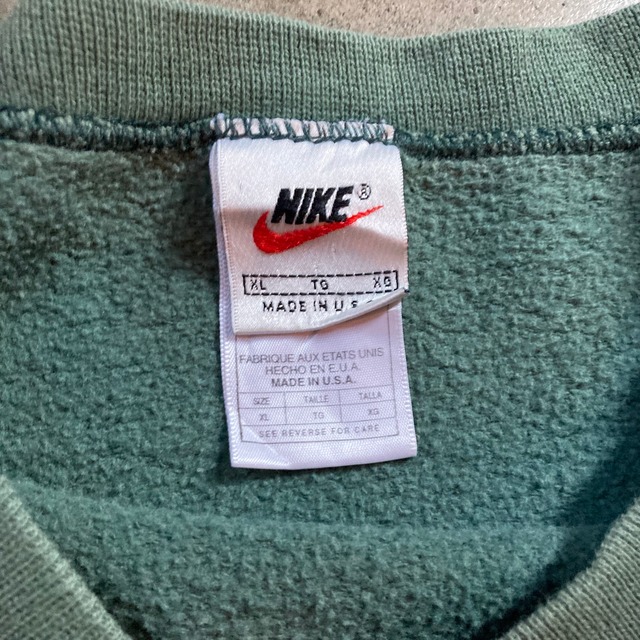 NIKE®
XL TG XG
MADE IN U.S.
FABRIQUE AUX ETATS UNIS
HECHO EN E.U.A.
MADE IN U.S.A.
SIZE TAILLE TALLA
XL TG XG
SEE REVERSE FOR CARE